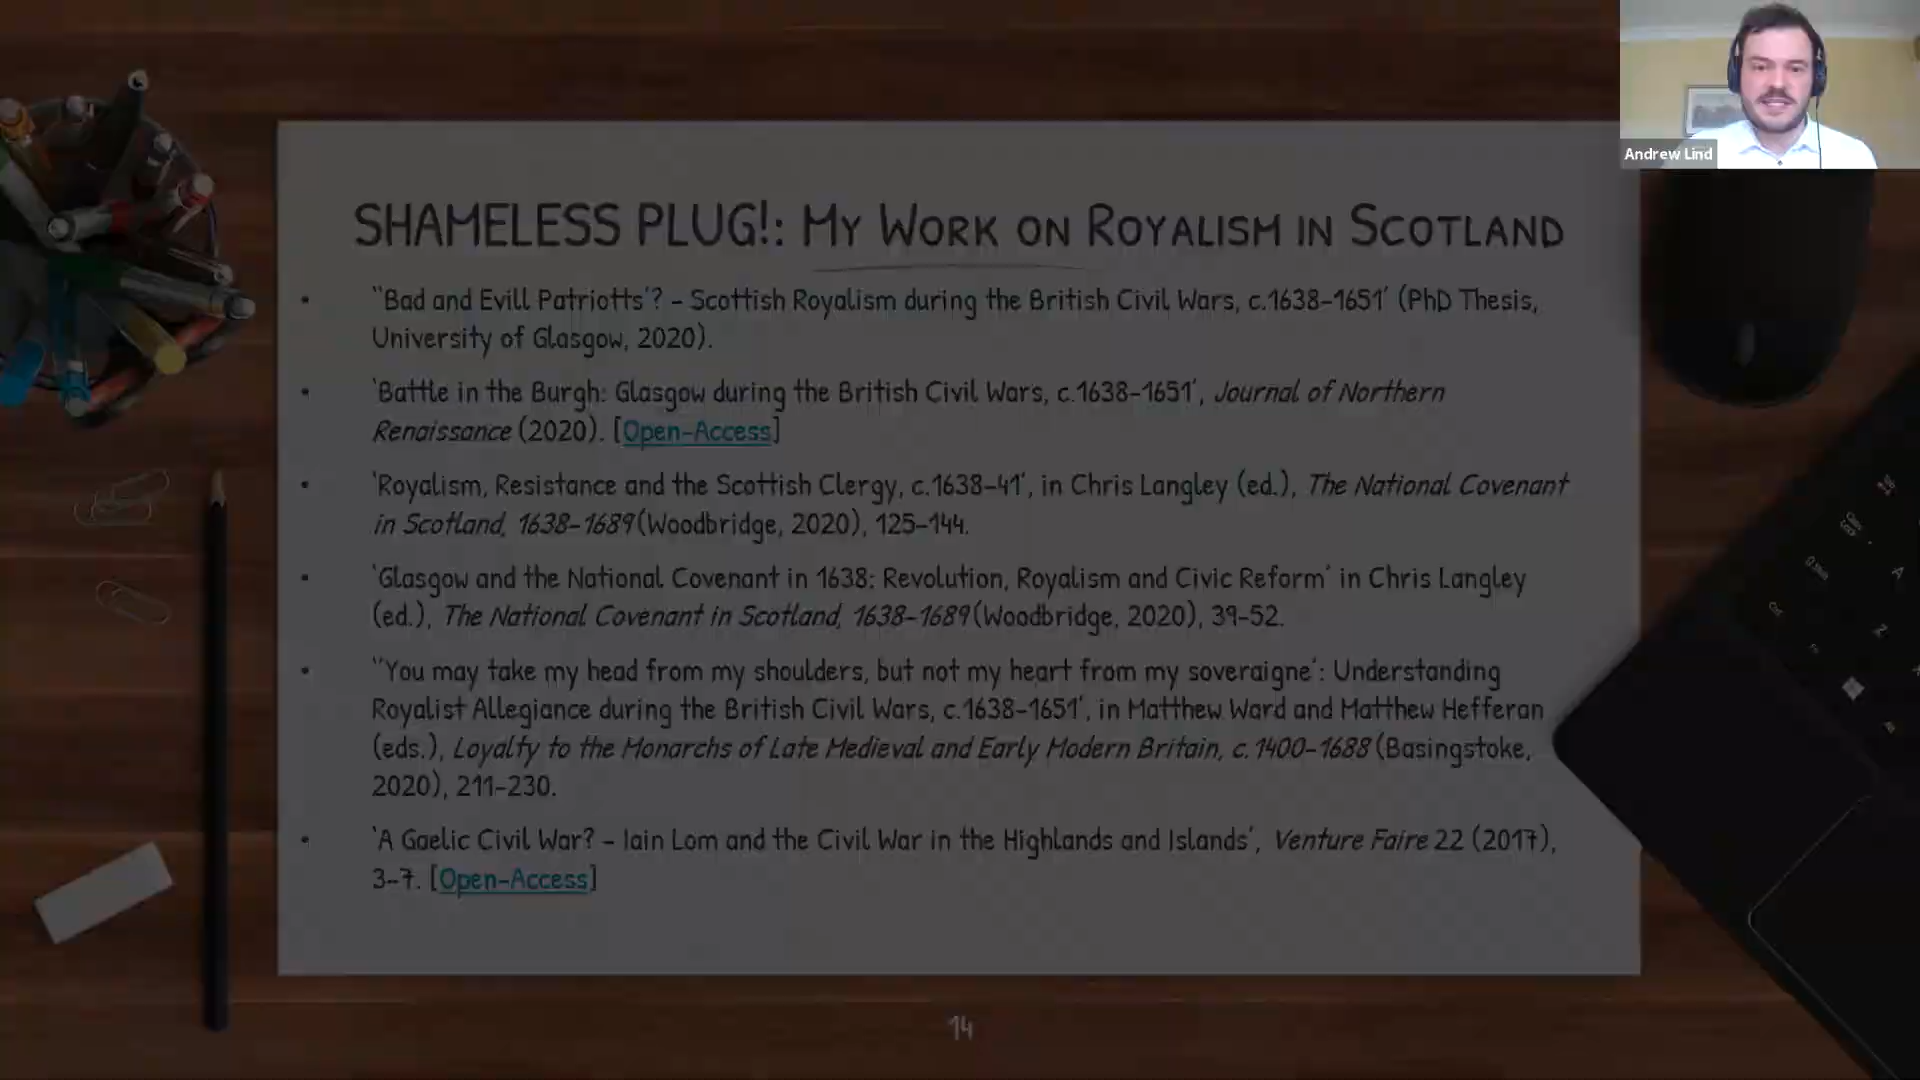 Andrew Lind
SHAMELESS PLUG!: MY WORK ON ROYALISM IN SCOTLAND
• ‘‘Bad and Evill Patriotts’? – Scottish Royalism during the British Civil Wars, c.1638–1651’ (PhD Thesis,
University of Glasgow, 2020).
• ‘Battle in the Burgh: Glasgow during the British Civil Wars, c.1638–1651’, Journal of Northern
Renaissance (2020). [Open-Access]
• ‘Royalism, Resistance and the Scottish Clergy, c.1638–41’, in Chris Langley (ed.), The National Covenant
in Scotland, 1638–1689 (Woodbridge, 2020), 125–144.
• ‘Glasgow and the National Covenant in 1638: Revolution, Royalism and Civic Reform’ in Chris Langley
(ed.), The National Covenant in Scotland, 1638–1689 (Woodbridge, 2020), 39–52.
• ‘‘You may take my head from my shoulders, but not my heart from my soveraigne’: Understanding
Royalist Allegiance during the British Civil Wars, c.1638–1651’, in Matthew Ward and Matthew Hefferan
(eds.), Loyalty to the Monarchs of Late Medieval and Early Modern Britain, c.1400–1688 (Basingstoke,
2020), 211–230.
• ‘A Gaelic Civil War? – Iain Lom and the Civil War in the Highlands and Islands’, Venture Faire 22 (2017),
3–7. [Open-Access]
14